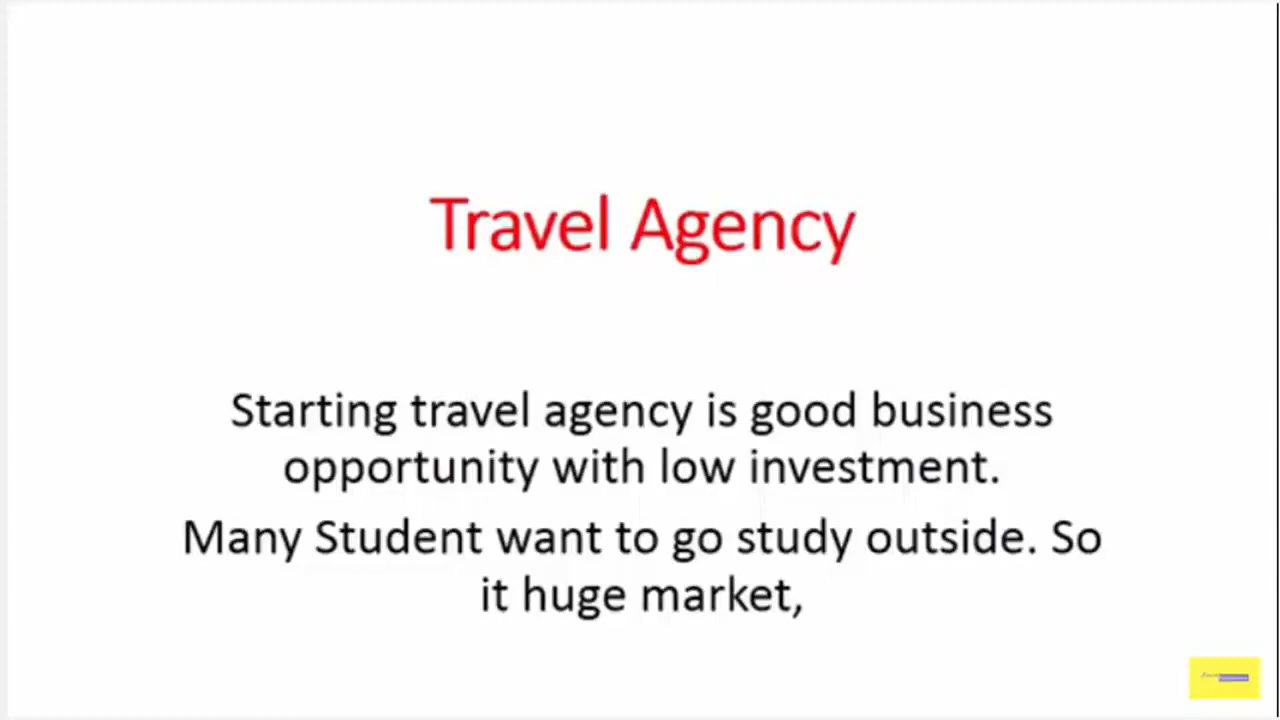 Travel Agency
Starting travel agency is good business
opportunity with low investment.
Many Student want to go study outside. So
it huge market,